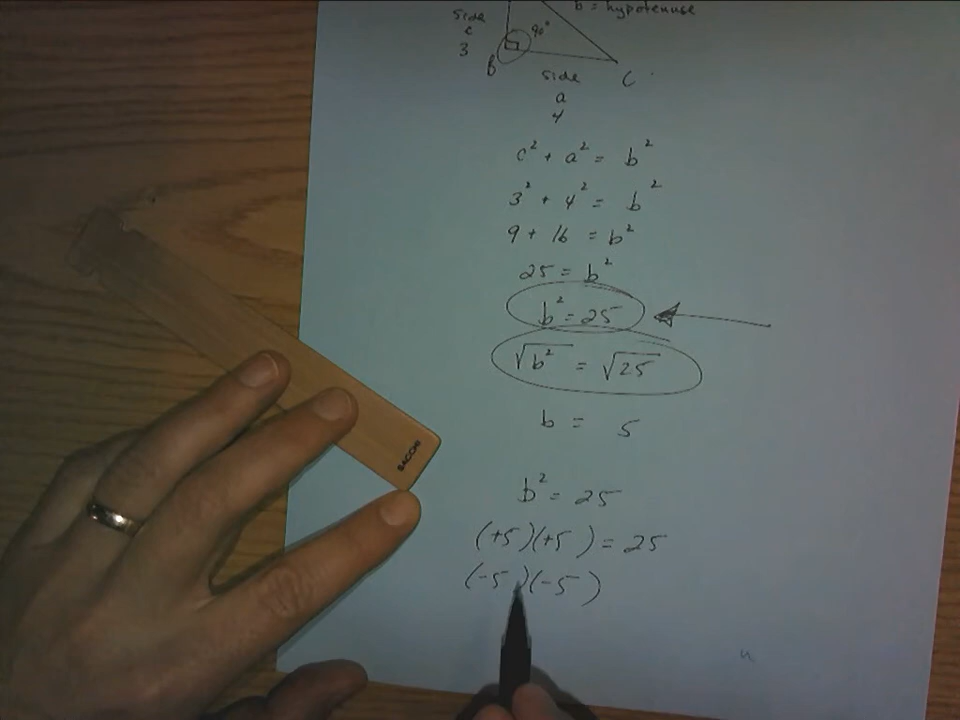 b = hypotenuse
side
c
3
90°
B
C
side
a
4
c² + a² = b²
3² + 4² = b²
9 + 16 = b²
25 = b²
b² = 25
√b² = √25
b = 5
b² = 25
(+5)(+5) = 25
(-5)(-5)
SACCHI